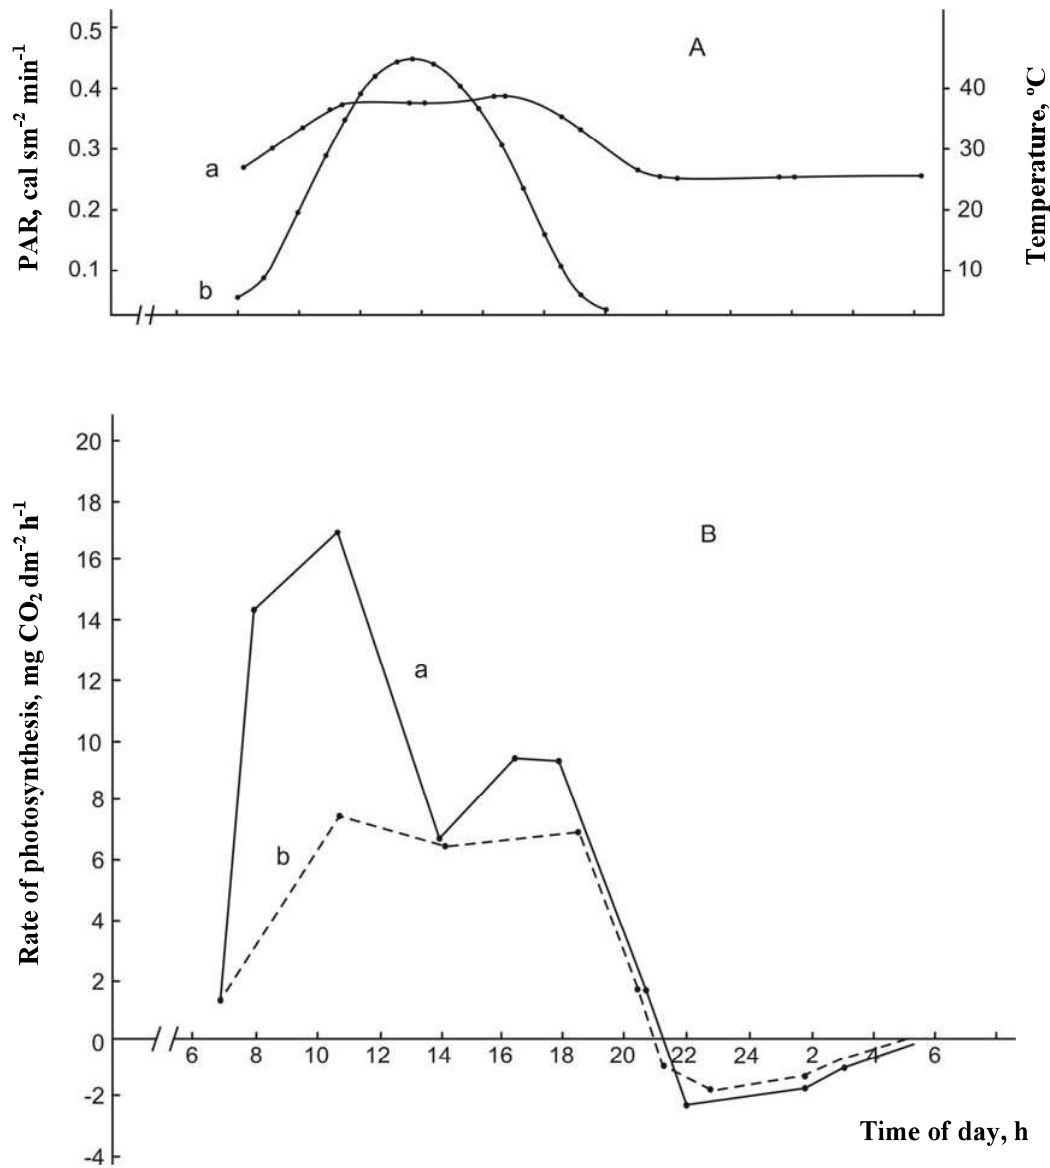 A
PAR, cal sm⁻² min⁻¹
0.5
0.4
0.3
0.2
0.1
a
b
40
30
20
10
Temperature, ºC
B
Rate of photosynthesis, mg CO₂ dm⁻² h⁻¹
20
18
16
14
12
10
8
6
4
2
0
-2
-4
a
b
6 8 10 12 14 16 18 20 22 24 2 4 6
Time of day, h